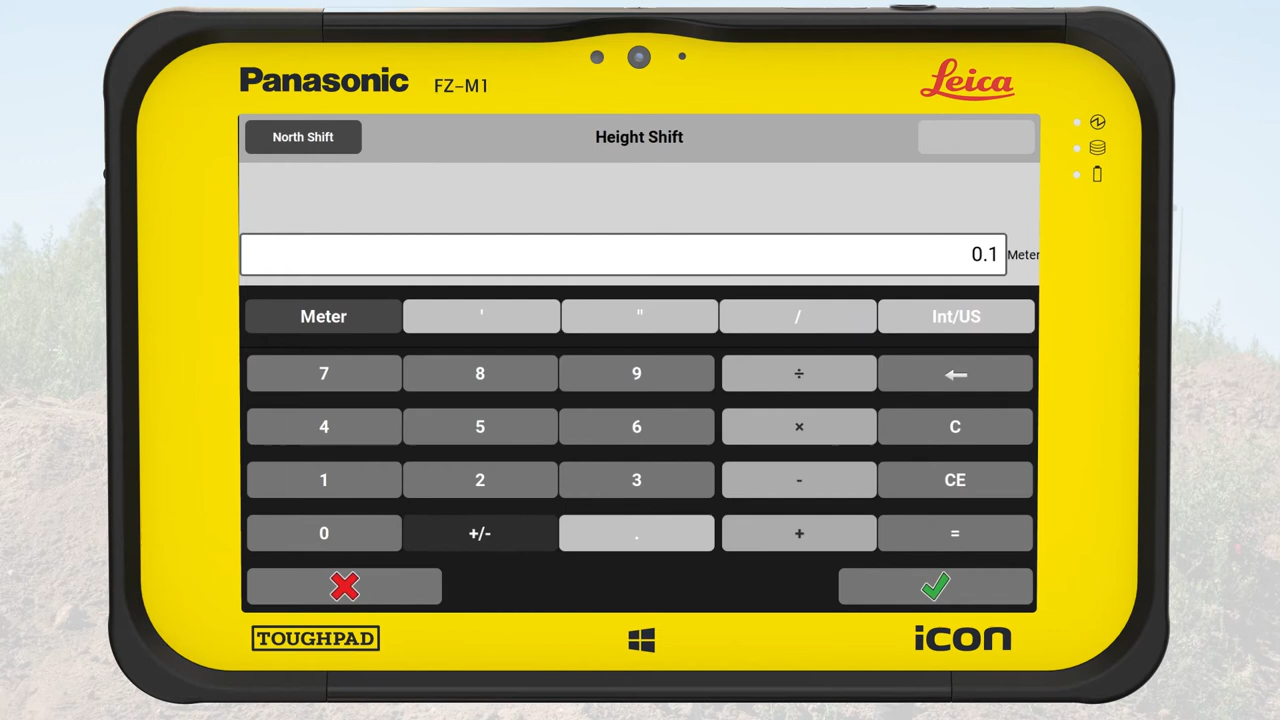 Panasonic FZ-M1 Leica
North Shift Height Shift
0.1 Meter
Meter ' " / Int/US
7 8 9 ÷ ←
4 5 6 × C
1 2 3 - CE
0 +/- . + =
TOUGHPAD icon